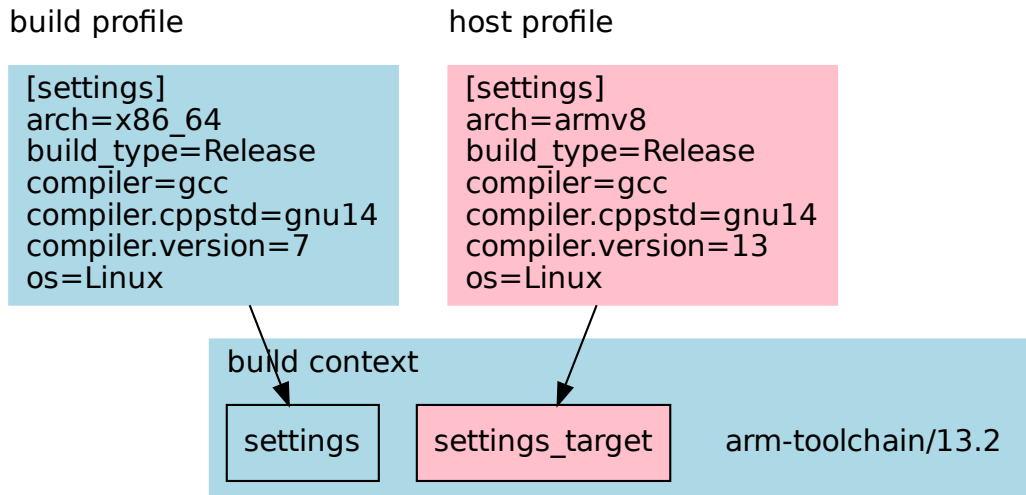 build profile
[settings]
arch=x86_64
build_type=Release
compiler=gcc
compiler.cppstd=gnu14
compiler.version=7
os=Linux
host profile
[settings]
arch=armv8
build_type=Release
compiler=gcc
compiler.cppstd=gnu14
compiler.version=13
os=Linux
build context
settings
settings_target
arm-toolchain/13.2